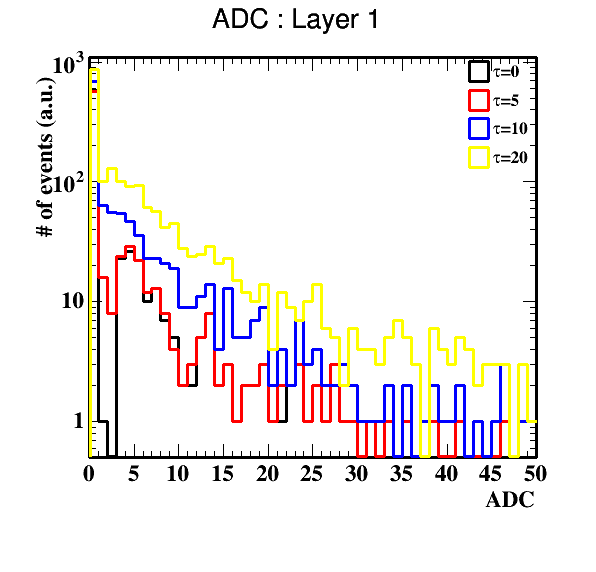 ADC : Layer 1
# of events (a.u.)
10³
10²
10
1
τ=0
τ=5
τ=10
τ=20
0 5 10 15 20 25 30 35 40 45 50
ADC